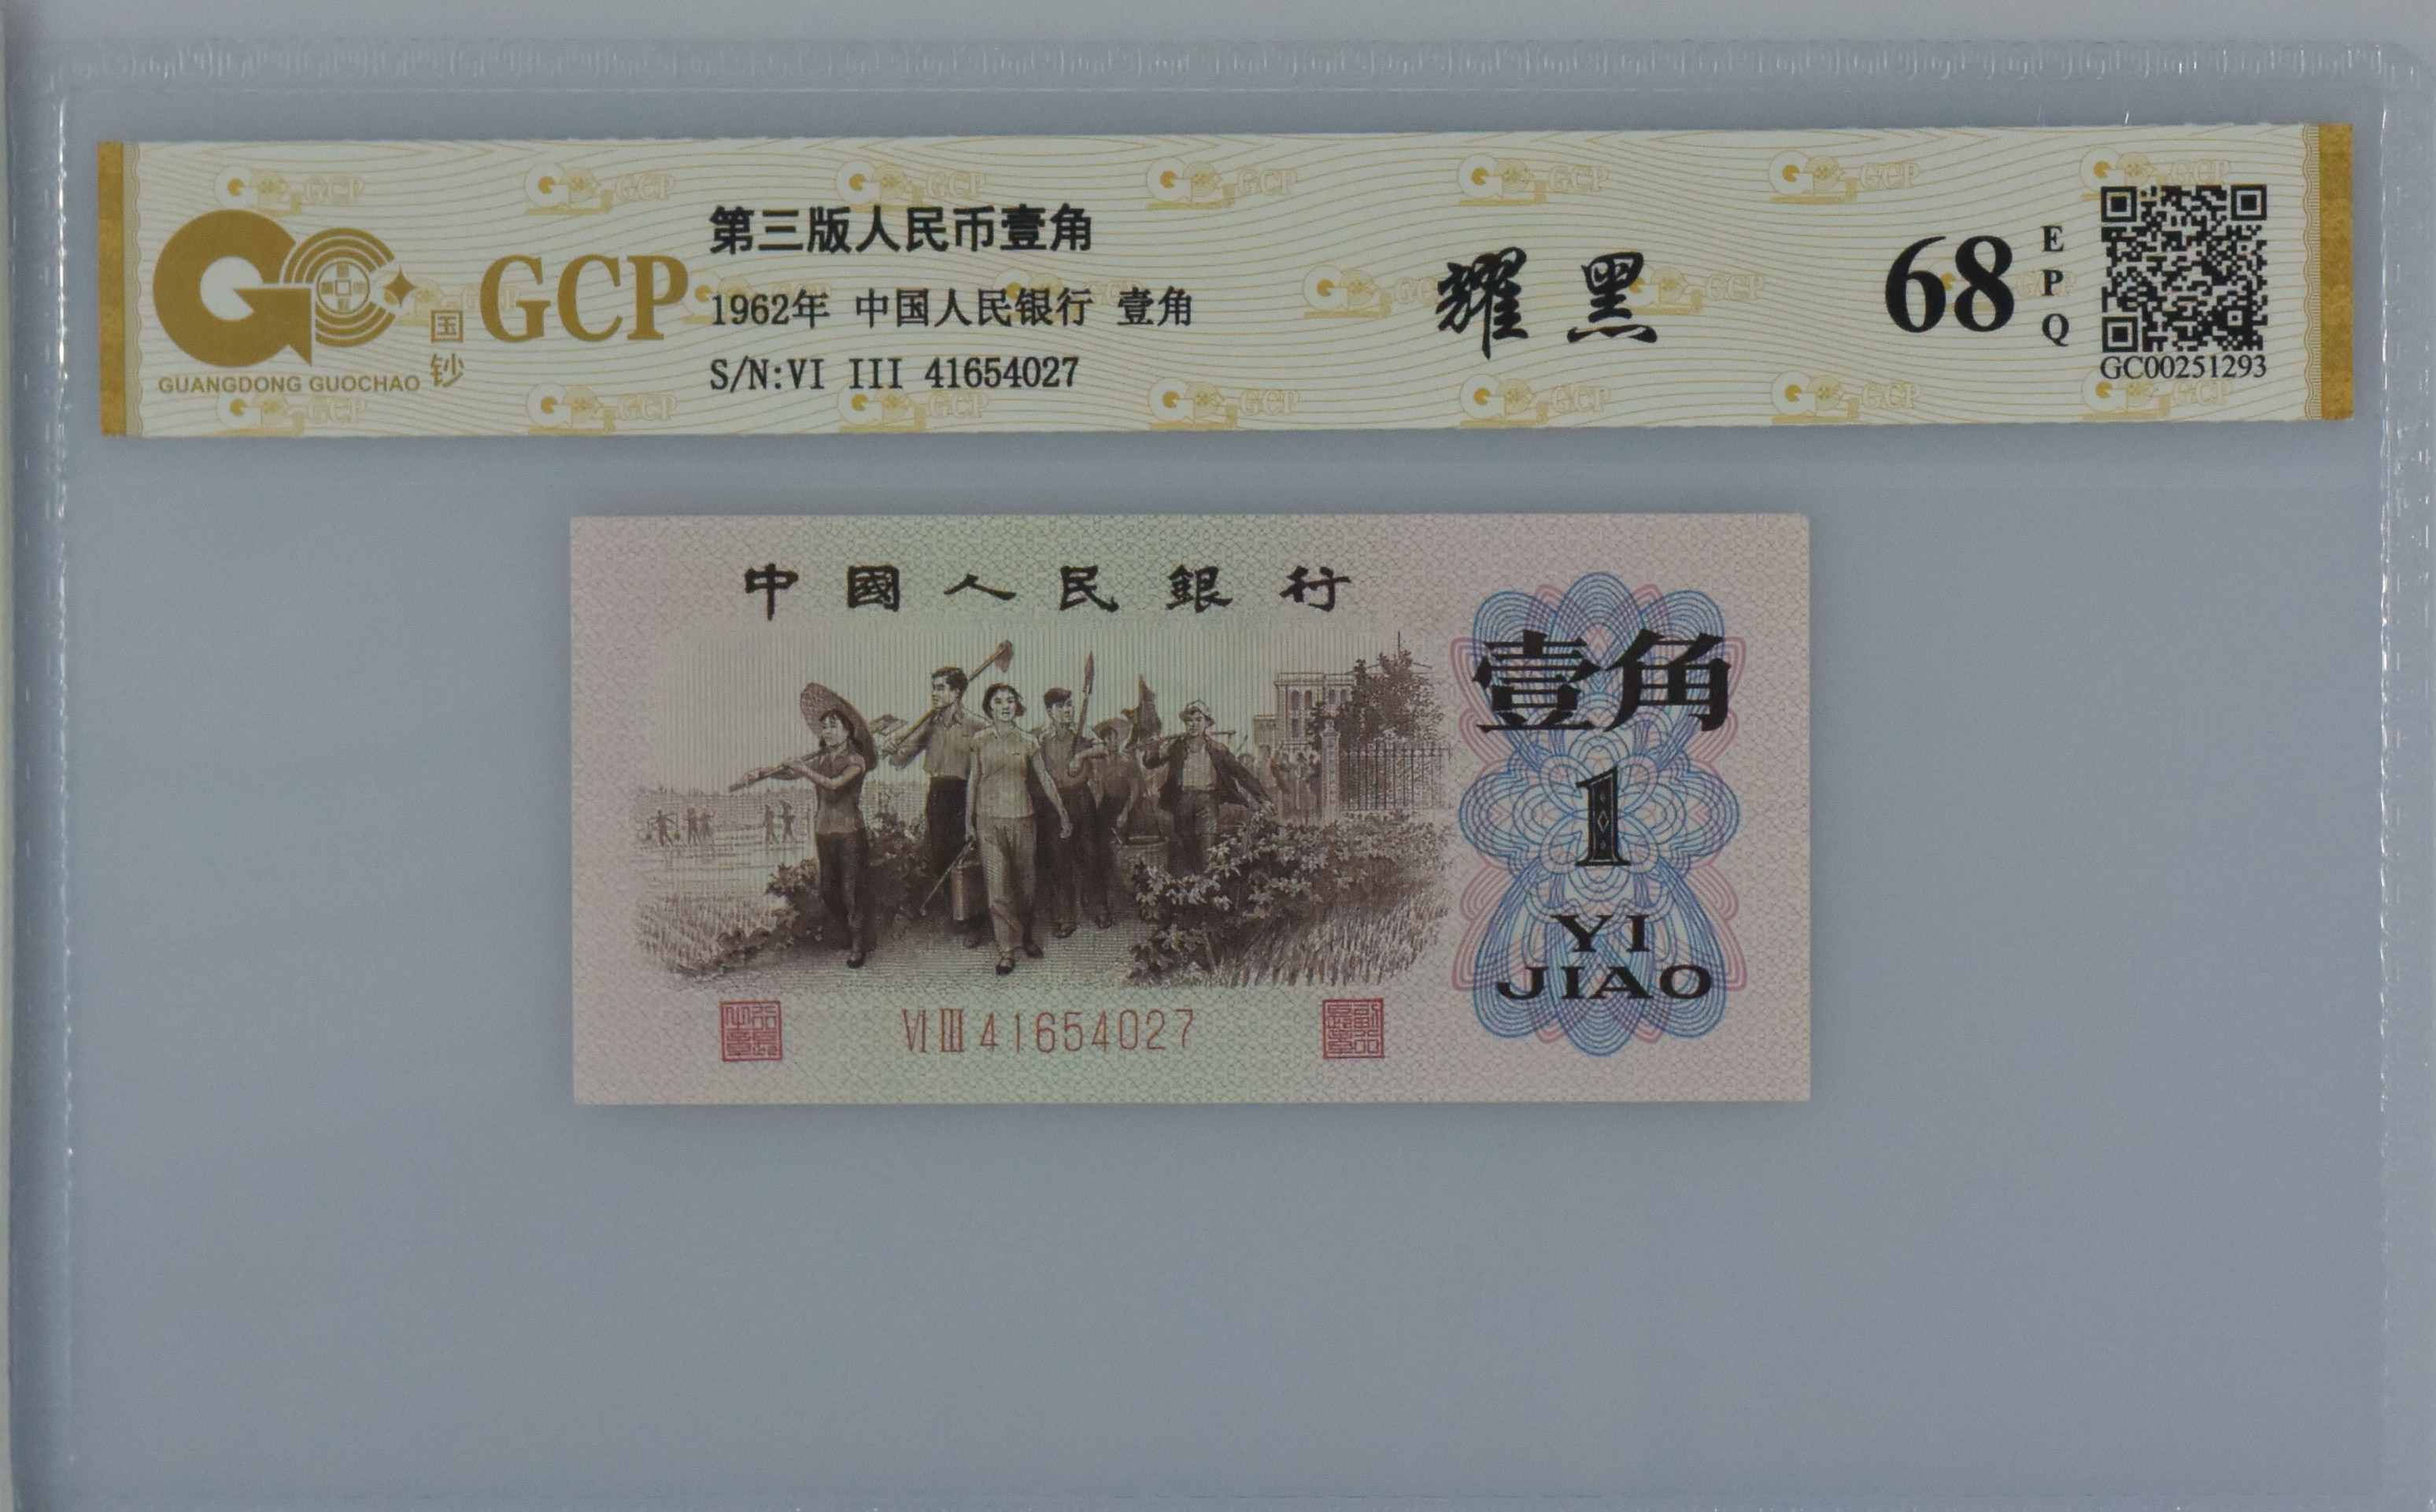 GCP
国钞
GUANGDONG GUOCHAO
第三版人民币壹角
1962年 中国人民银行 壹角
S/N:VI III 41654027
耀黑
68
EPQ
GC00251293
中國人民銀行
壹角
1
YI
JIAO
VI III 41654027